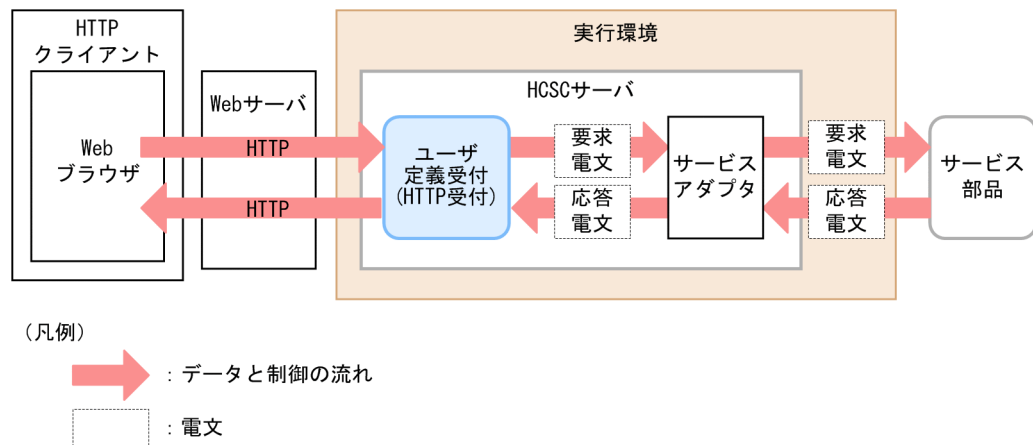 HTTP
クライアント
Web
ブラウザ
Webサーバ
HTTP
HTTP
実行環境
HCSCサーバ
ユーザ
定義受付
(HTTP受付)
要求
電文
応答
電文
サービス
アダプタ
要求
電文
応答
電文
サービス
部品
（凡例）
：データと制御の流れ
：電文